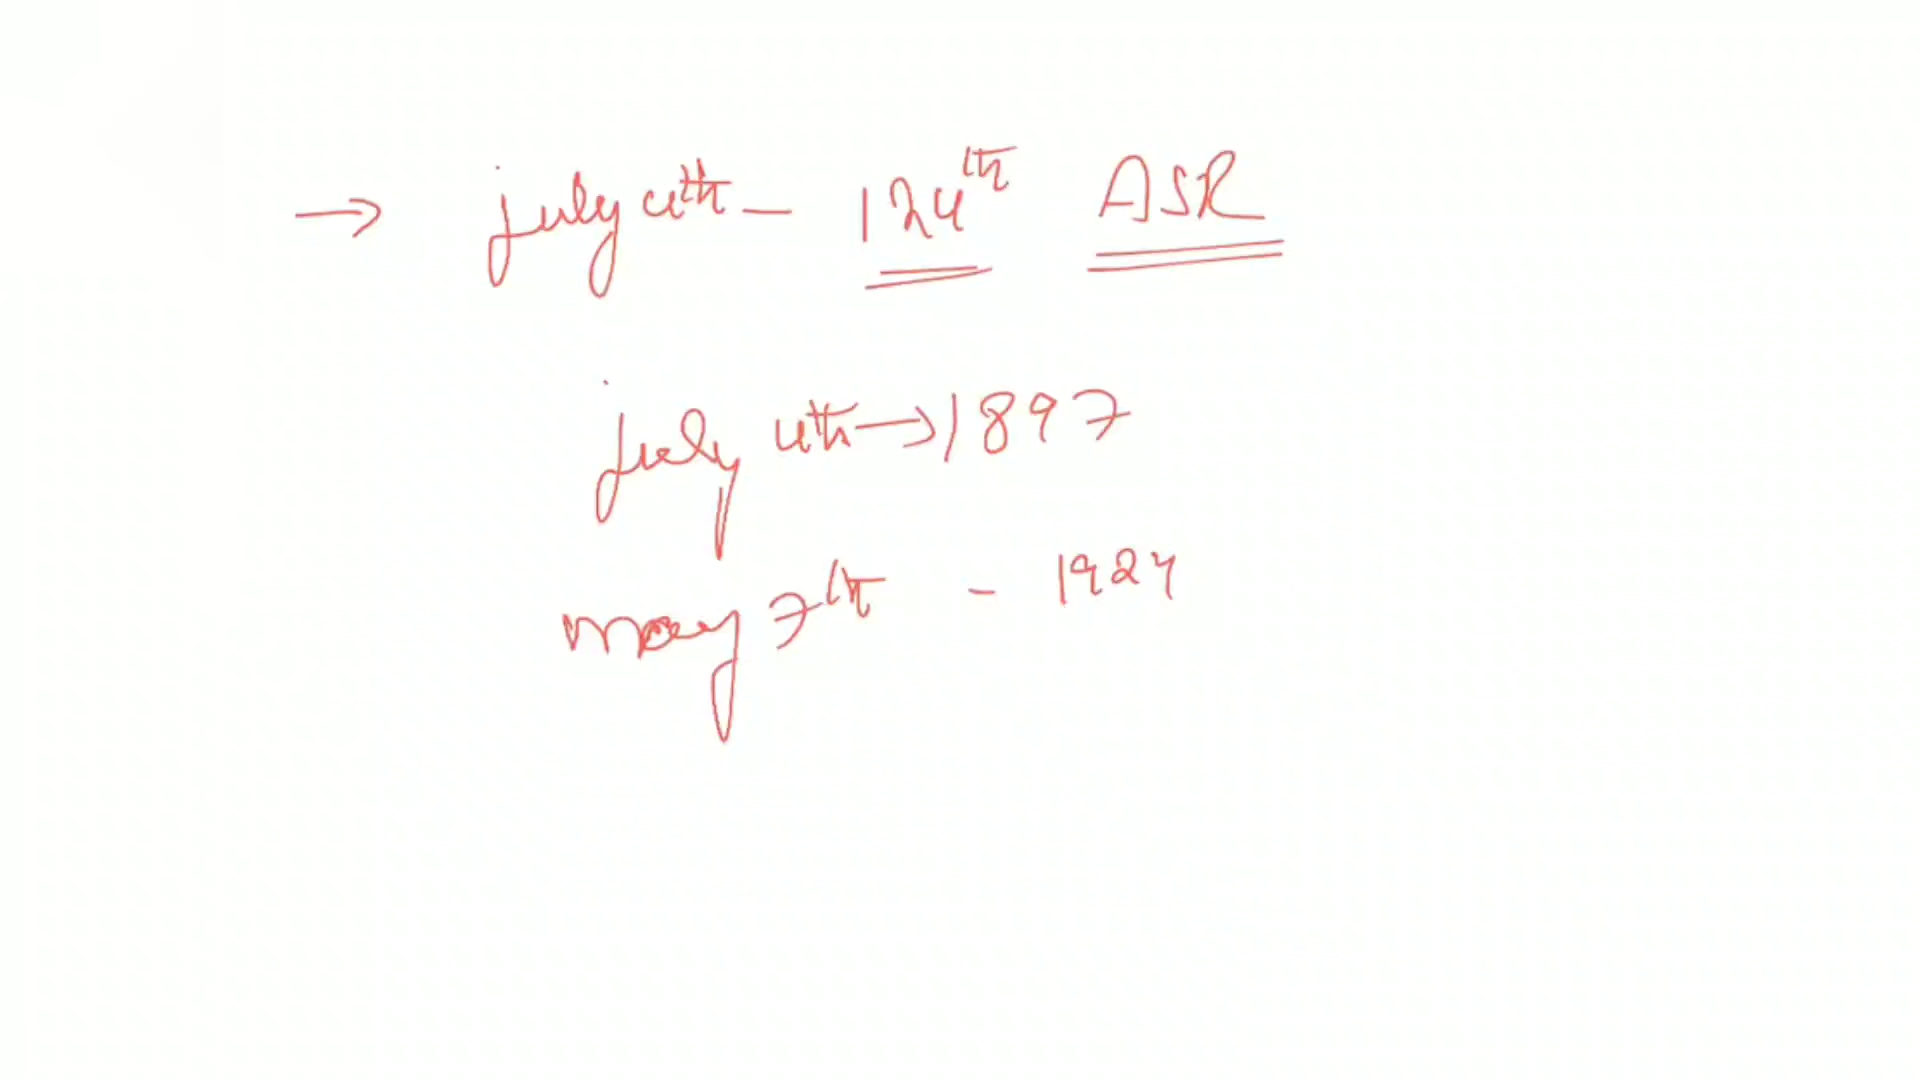 → july 4th - 124th ASR
july 4th → 1897
may 7th - 1924